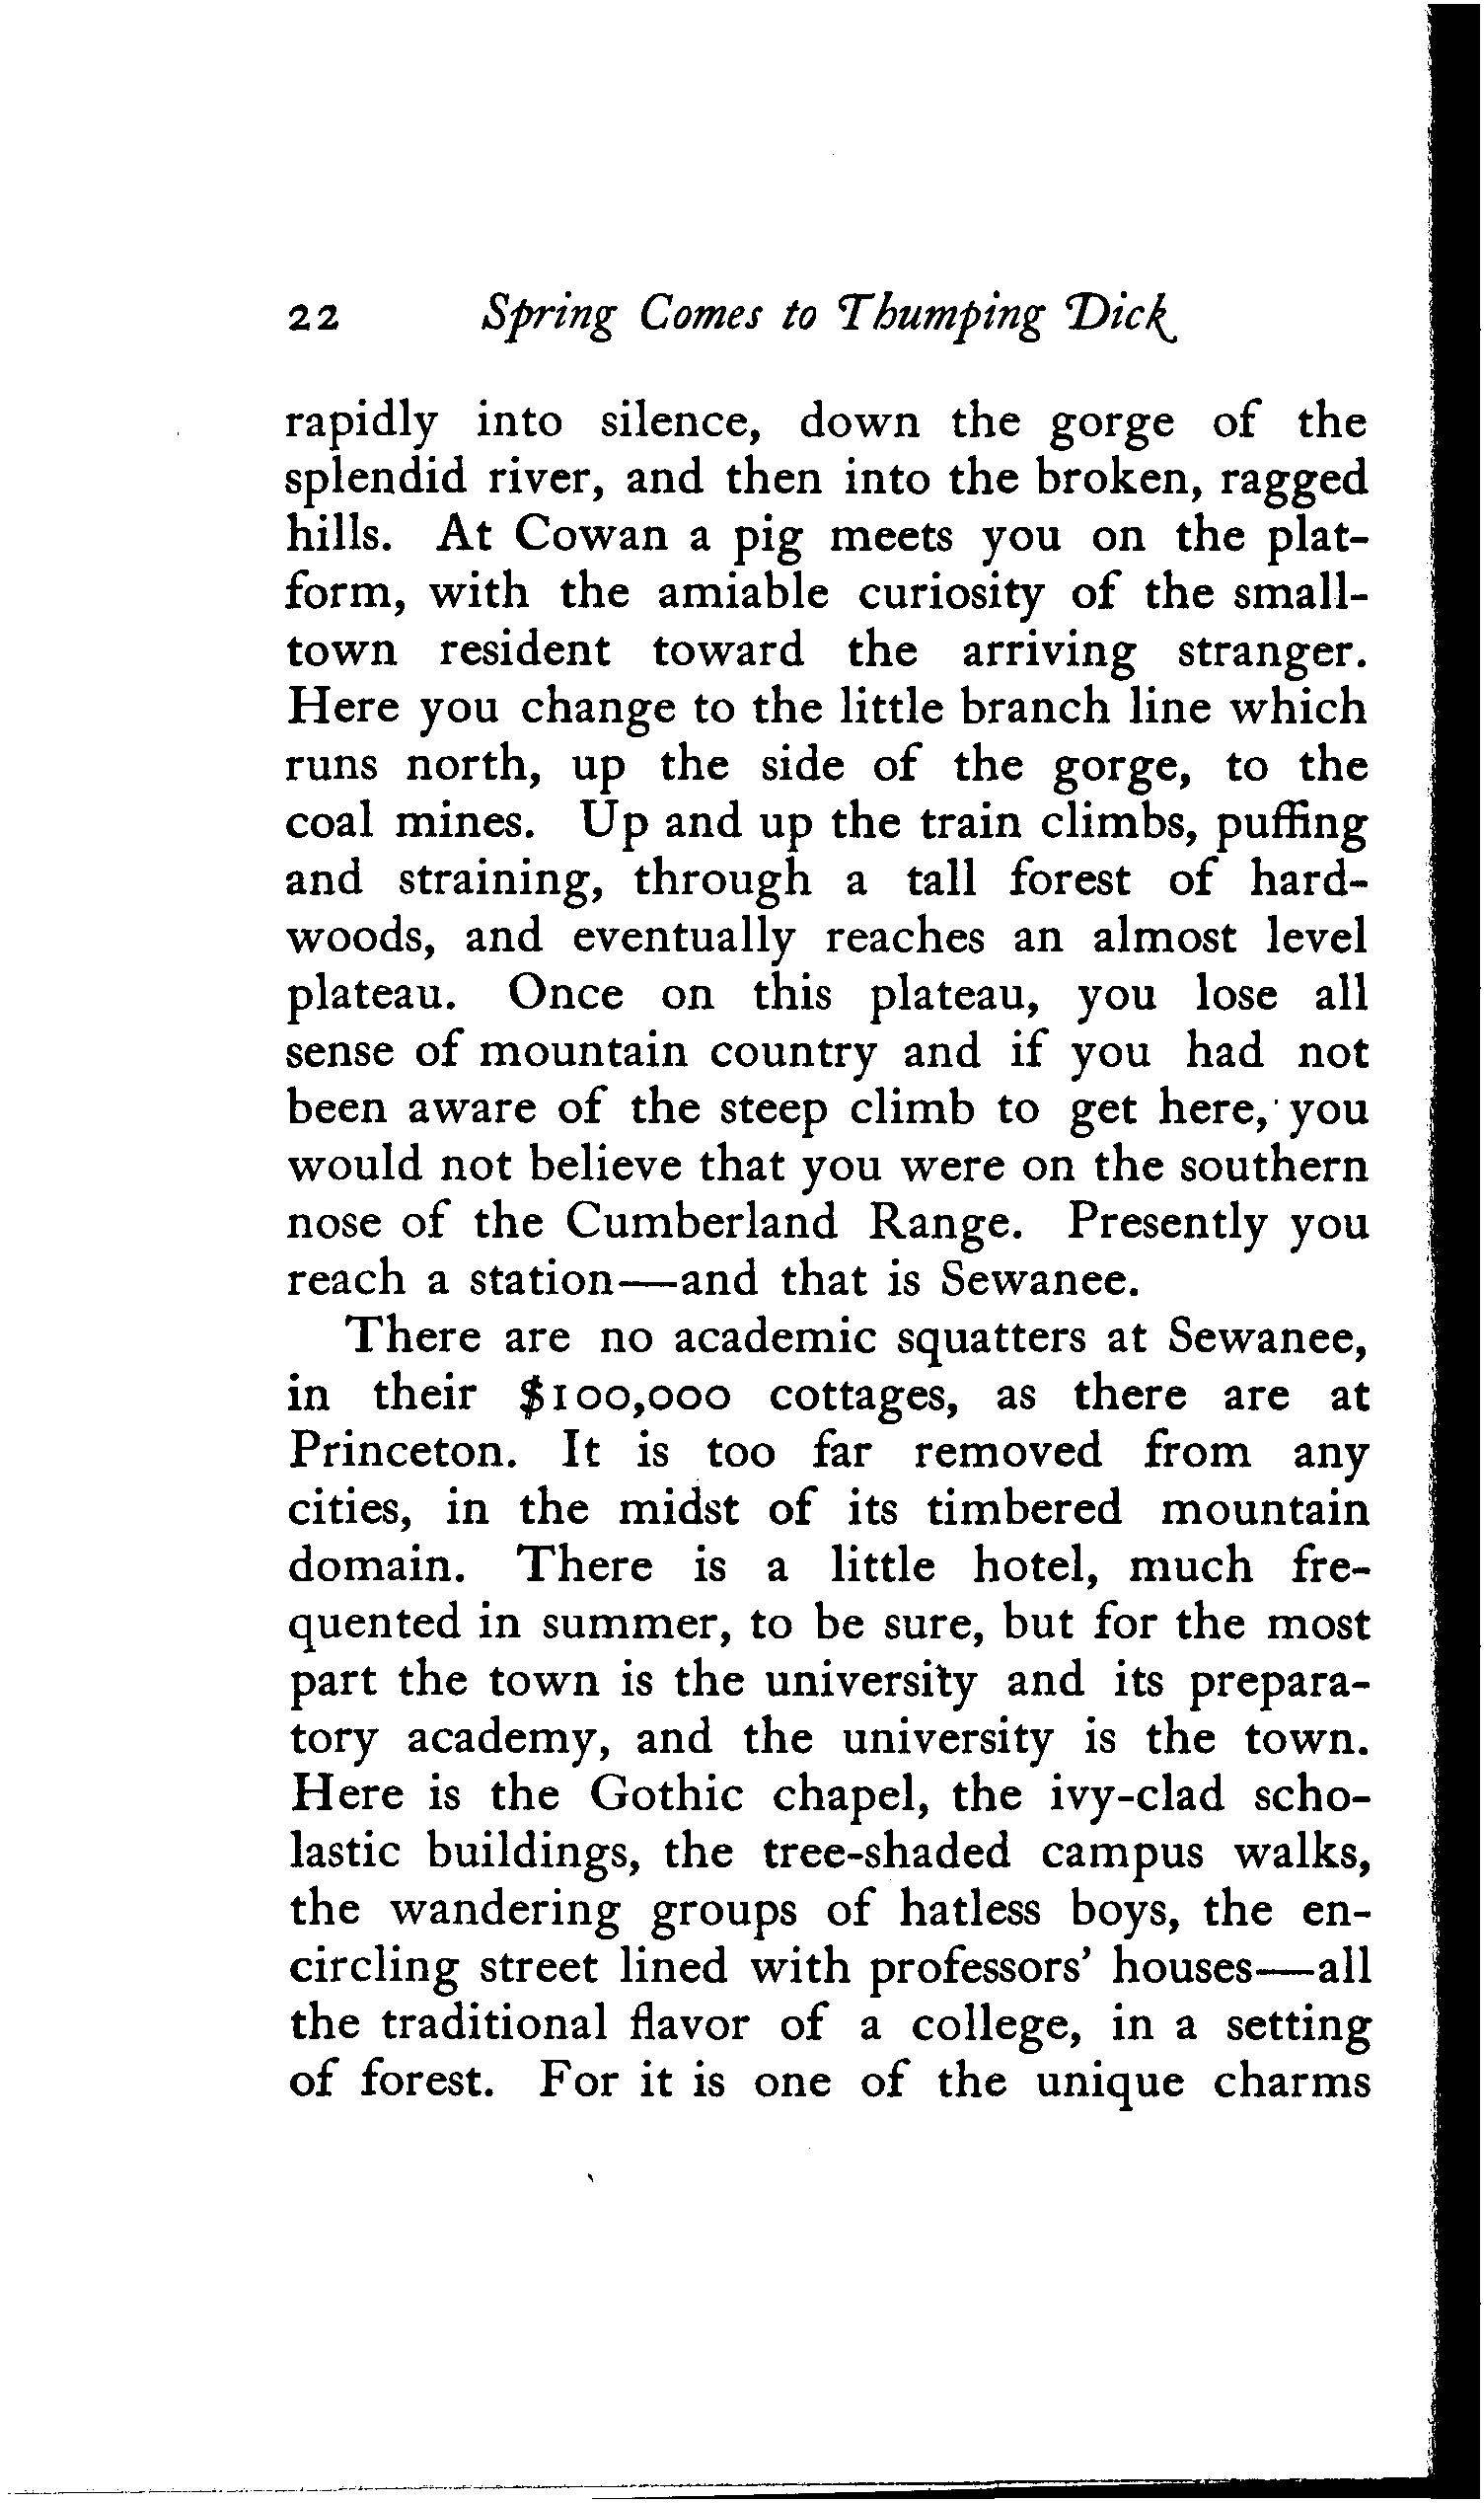 22 Spring Comes to Thumping Dick
rapidly into silence, down the gorge of the
splendid river, and then into the broken, ragged
hills. At Cowan a pig meets you on the plat-
form, with the amiable curiosity of the small-
town resident toward the arriving stranger.
Here you change to the little branch line which
runs north, up the side of the gorge, to the
coal mines. Up and up the train climbs, puffing
and straining, through a tall forest of hard-
woods, and eventually reaches an almost level
plateau. Once on this plateau, you lose all
sense of mountain country and if you had not
been aware of the steep climb to get here, you
would not believe that you were on the southern
nose of the Cumberland Range. Presently you
reach a station—and that is Sewanee.
There are no academic squatters at Sewanee,
in their $100,000 cottages, as there are at
Princeton. It is too far removed from any
cities, in the midst of its timbered mountain
domain. There is a little hotel, much fre-
quented in summer, to be sure, but for the most
part the town is the university and its prepara-
tory academy, and the university is the town.
Here is the Gothic chapel, the ivy-clad scho-
lastic buildings, the tree-shaded campus walks,
the wandering groups of hatless boys, the en-
circling street lined with professors' houses—all
the traditional flavor of a college, in a setting
of forest. For it is one of the unique charms